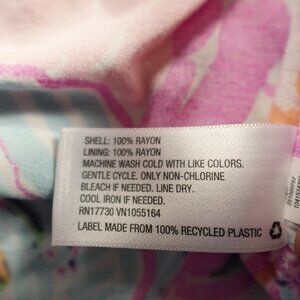 SHELL: 100% RAYON
LINING: 100% RAYON
MACHINE WASH COLD WITH LIKE COLORS.
GENTLE CYCLE. ONLY NON-CHLORINE
BLEACH IF NEEDED. LINE DRY.
COOL IRON IF NEEDED.
RN17730 VN1055164
LABEL MADE FROM 100% RECYCLED PLASTIC